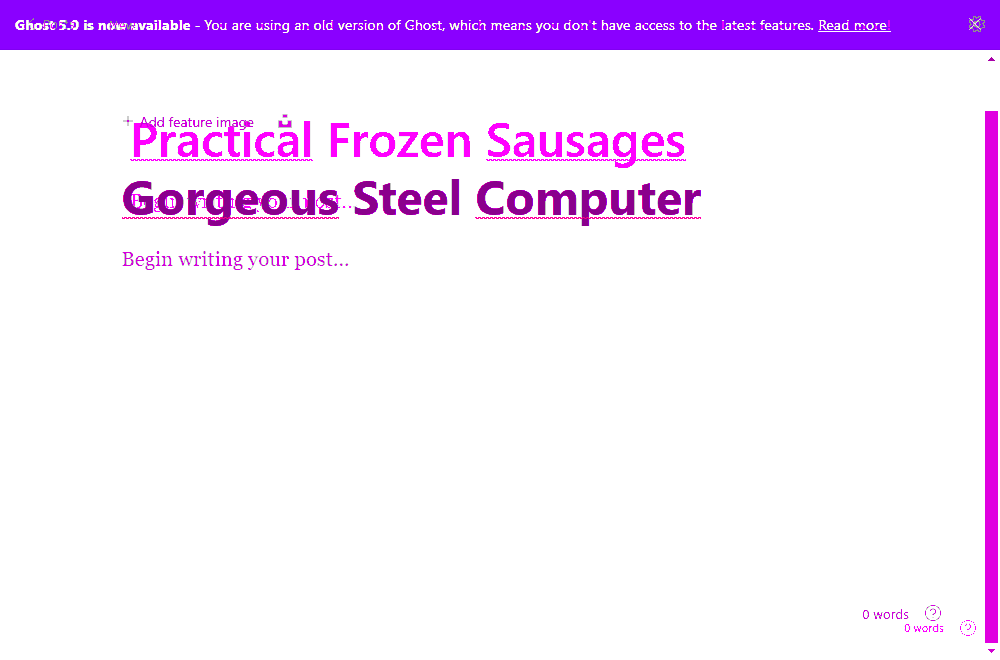 Ghost 5.0 is now available - You are using an old version of Ghost, which means you don't have access to the latest features. Read more!
Add feature image
Practical Frozen Sausages
Gorgeous Steel Computer
Begin writing your post...
Begin writing your post...
0 words
0 words